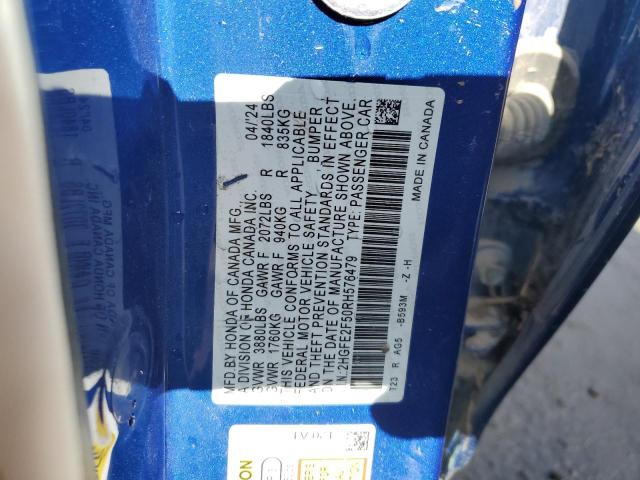 MFD BY HONDA OF CANADA MFG. 04/24
A DIVISION OF HONDA CANADA INC.
GVWR 3880LBS GAWR F 2072LBS R 1840LBS
GVWR 1760KG GAWR F 940KG R 835KG
THIS VEHICLE CONFORMS TO ALL APPLICABLE
FEDERAL MOTOR VEHICLE SAFETY, BUMPER,
AND THEFT PREVENTION STANDARDS IN EFFECT
ON THE DATE OF MANUFACTURE SHOWN ABOVE.
V.I.N.:2HGFE2F50RH576479 TYPE: PASSENGER CAR
T23 R AG5 -B593M -Z -H
MADE IN CANADA